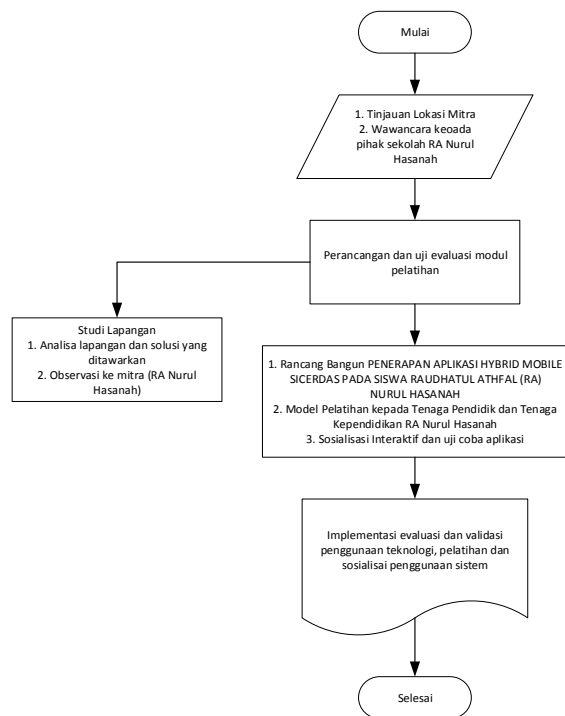 Mulai
1. Tinjauan Lokasi Mitra
2. Wawancara keoada
pihak sekolah RA Nurul
Hasanah
Perancangan dan uji evaluasi modul
pelatihan
Studi Lapangan
1. Analisa lapangan dan solusi yang
ditawarkan
2. Observasi ke mitra (RA Nurul
Hasanah)
1. Rancang Bangun PENERAPAN APLIKASI HYBRID MOBILE
SICERDAS PADA SISWA RAUDHATUL ATHFAL (RA)
NURUL HASANAH
2. Model Pelatihan kepada Tenaga Pendidik dan Tenaga
Kependidikan RA Nurul Hasanah
3. Sosialisasi Interaktif dan uji coba aplikasi
Implementasi evaluasi dan validasi
penggunaan teknologi, pelatihan dan
sosialisai penggunaan sistem
Selesai